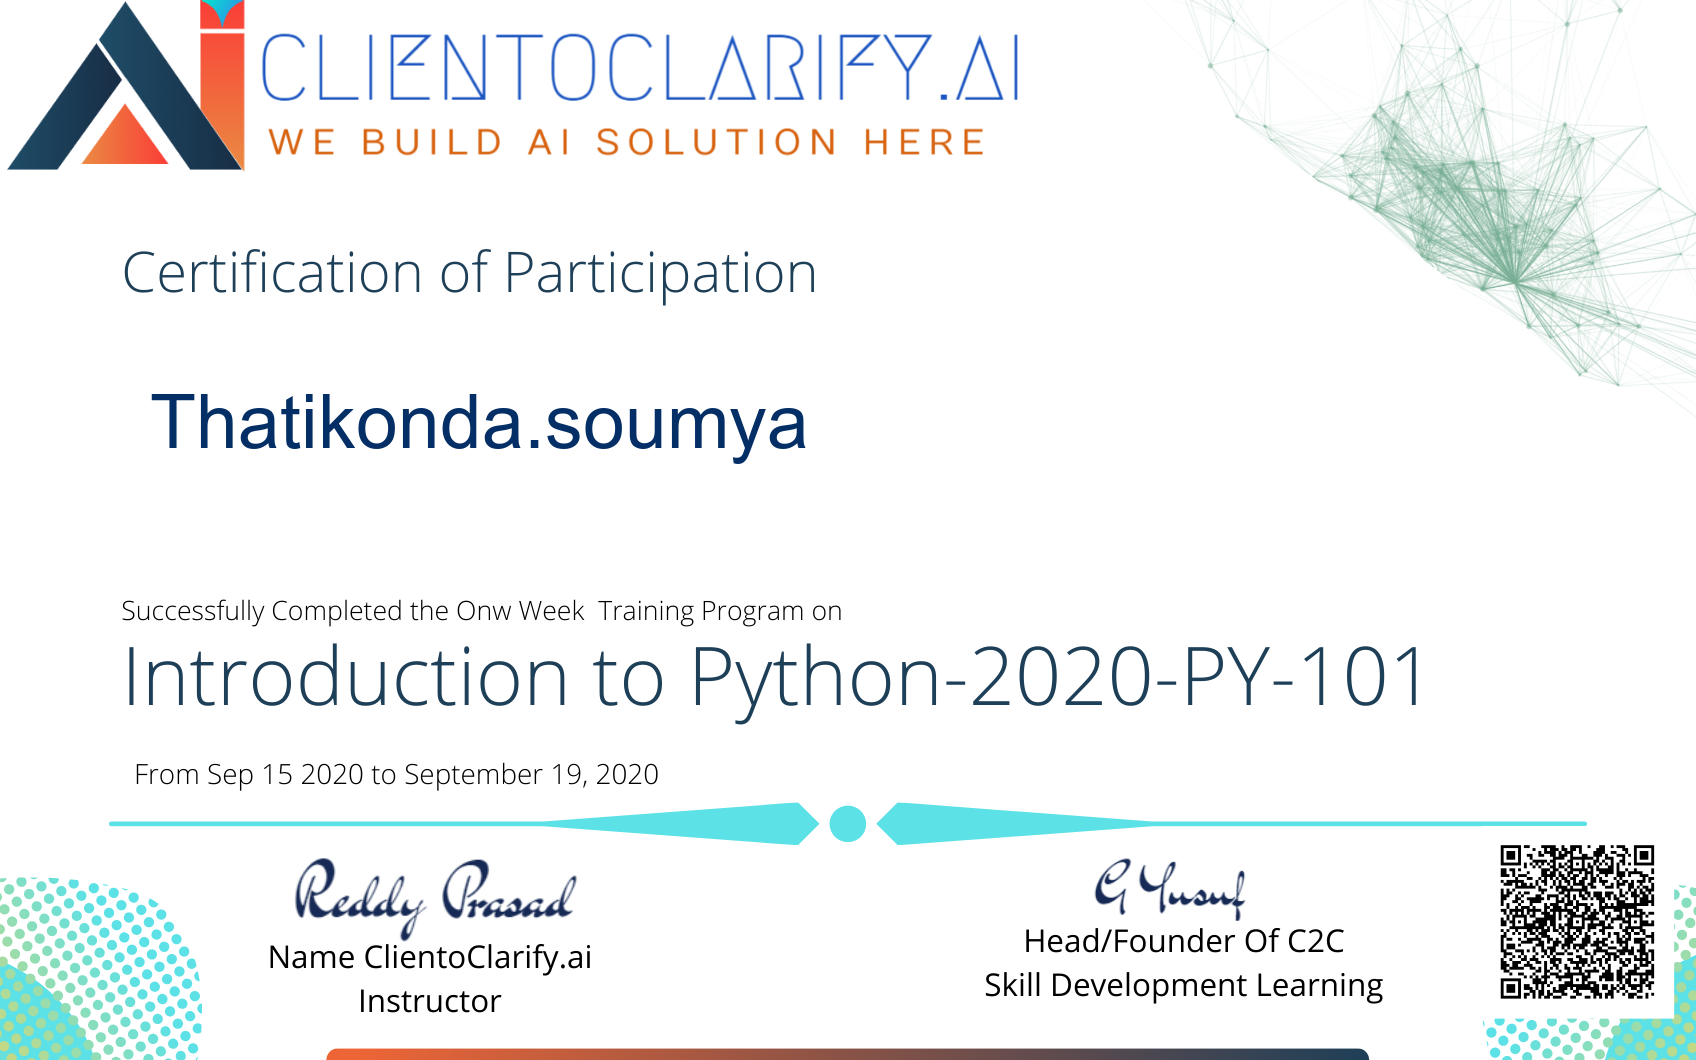 CLIENTOCLARIFY.AI
WE BUILD AI SOLUTION HERE
Certification of Participation
Thatikonda.soumya
Successfully Completed the Onw Week  Training Program on
Introduction to Python-2020-PY-101
From Sep 15 2020 to September 19, 2020
Reddy Prasad
Name ClientoClarify.ai
Instructor
G Yusuf
Head/Founder Of C2C
Skill Development Learning